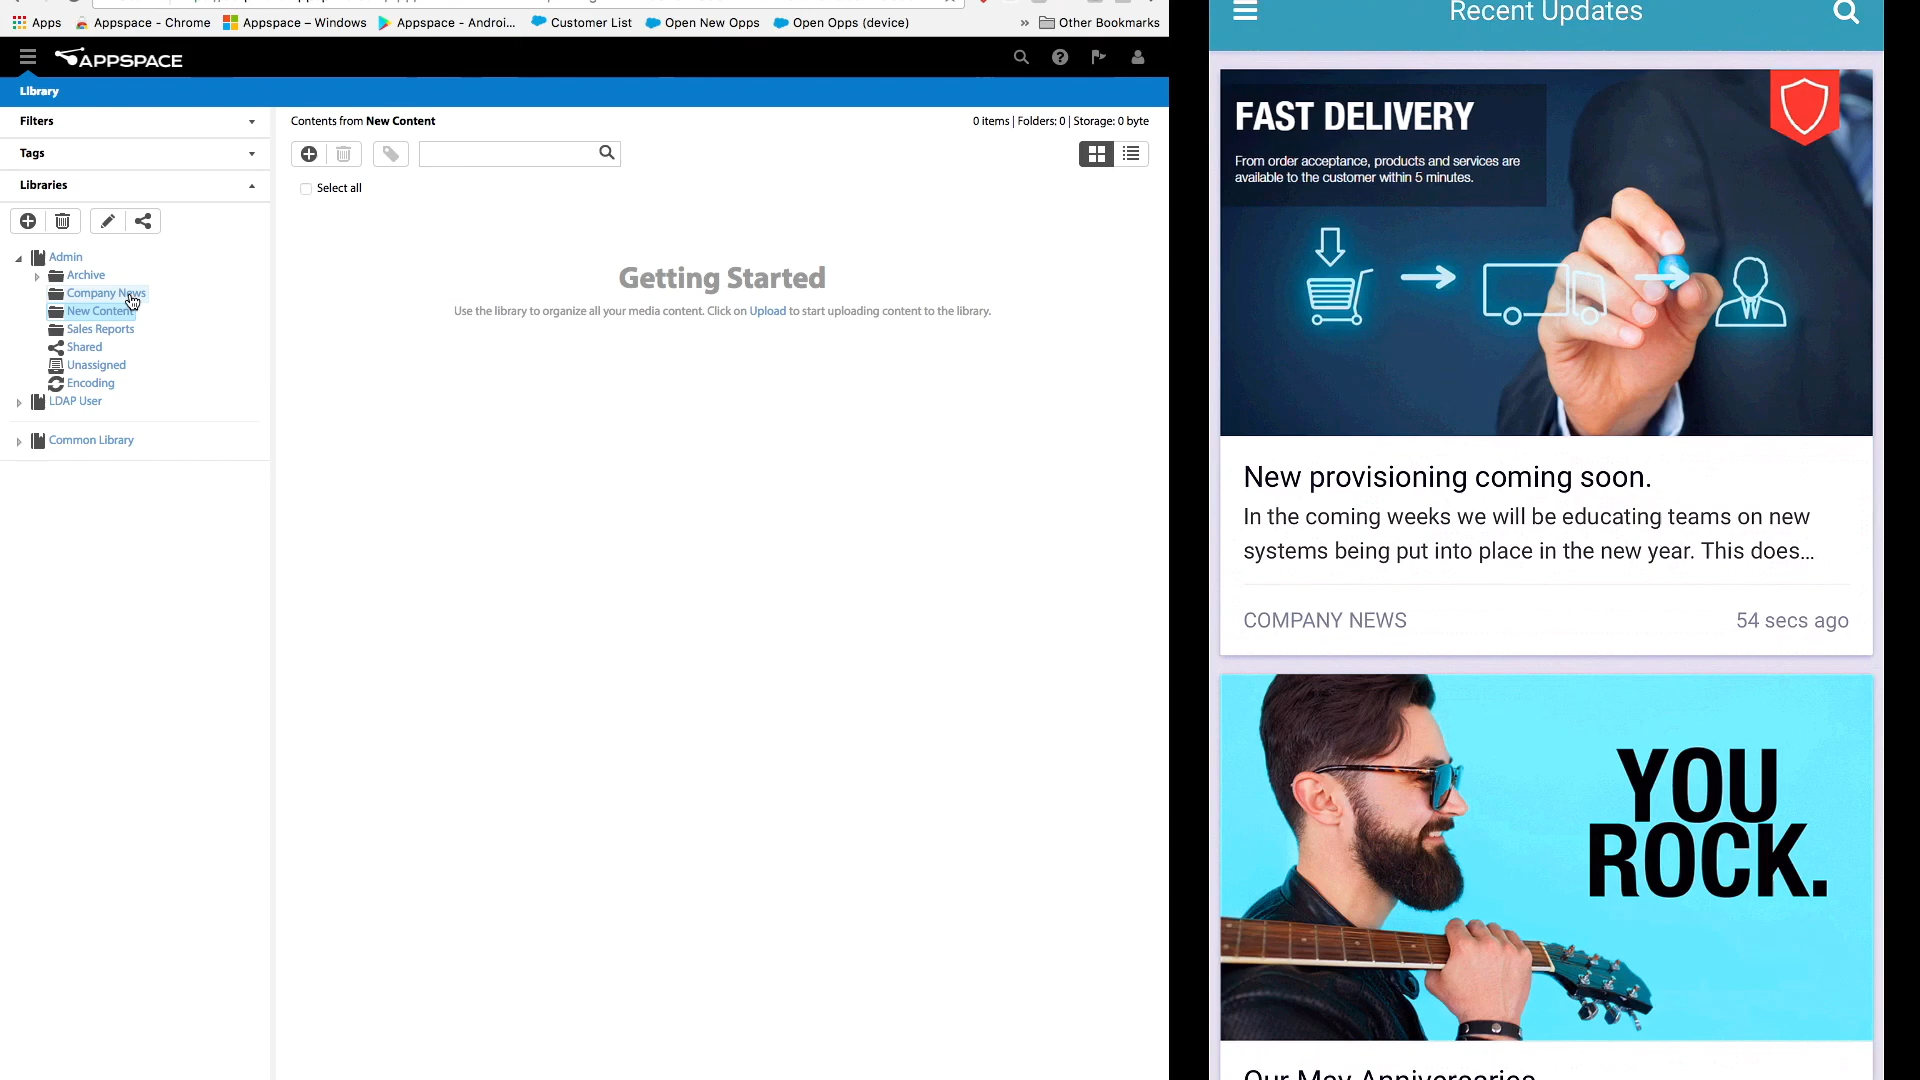 Apps
Appspace - Chrome
Appspace – Windows
Appspace - Androi...
Customer List
Open New Opps
Open Opps (device)
»
Other Bookmarks
APPSPACE
Library
Filters
Tags
Libraries
Admin
Archive
Company News
New Content
Sales Reports
Shared
Unassigned
Encoding
LDAP User
Common Library
Contents from New Content
0 items | Folders: 0 | Storage: 0 byte
Select all
Getting Started
Use the library to organize all your media content. Click on Upload to start uploading content to the library.
Recent Updates
FAST DELIVERY
From order acceptance, products and services are
available to the customer within 5 minutes.
New provisioning coming soon.
In the coming weeks we will be educating teams on new
systems being put into place in the new year. This does...
COMPANY NEWS
54 secs ago
YOU
ROCK.
Our May Anniversaries